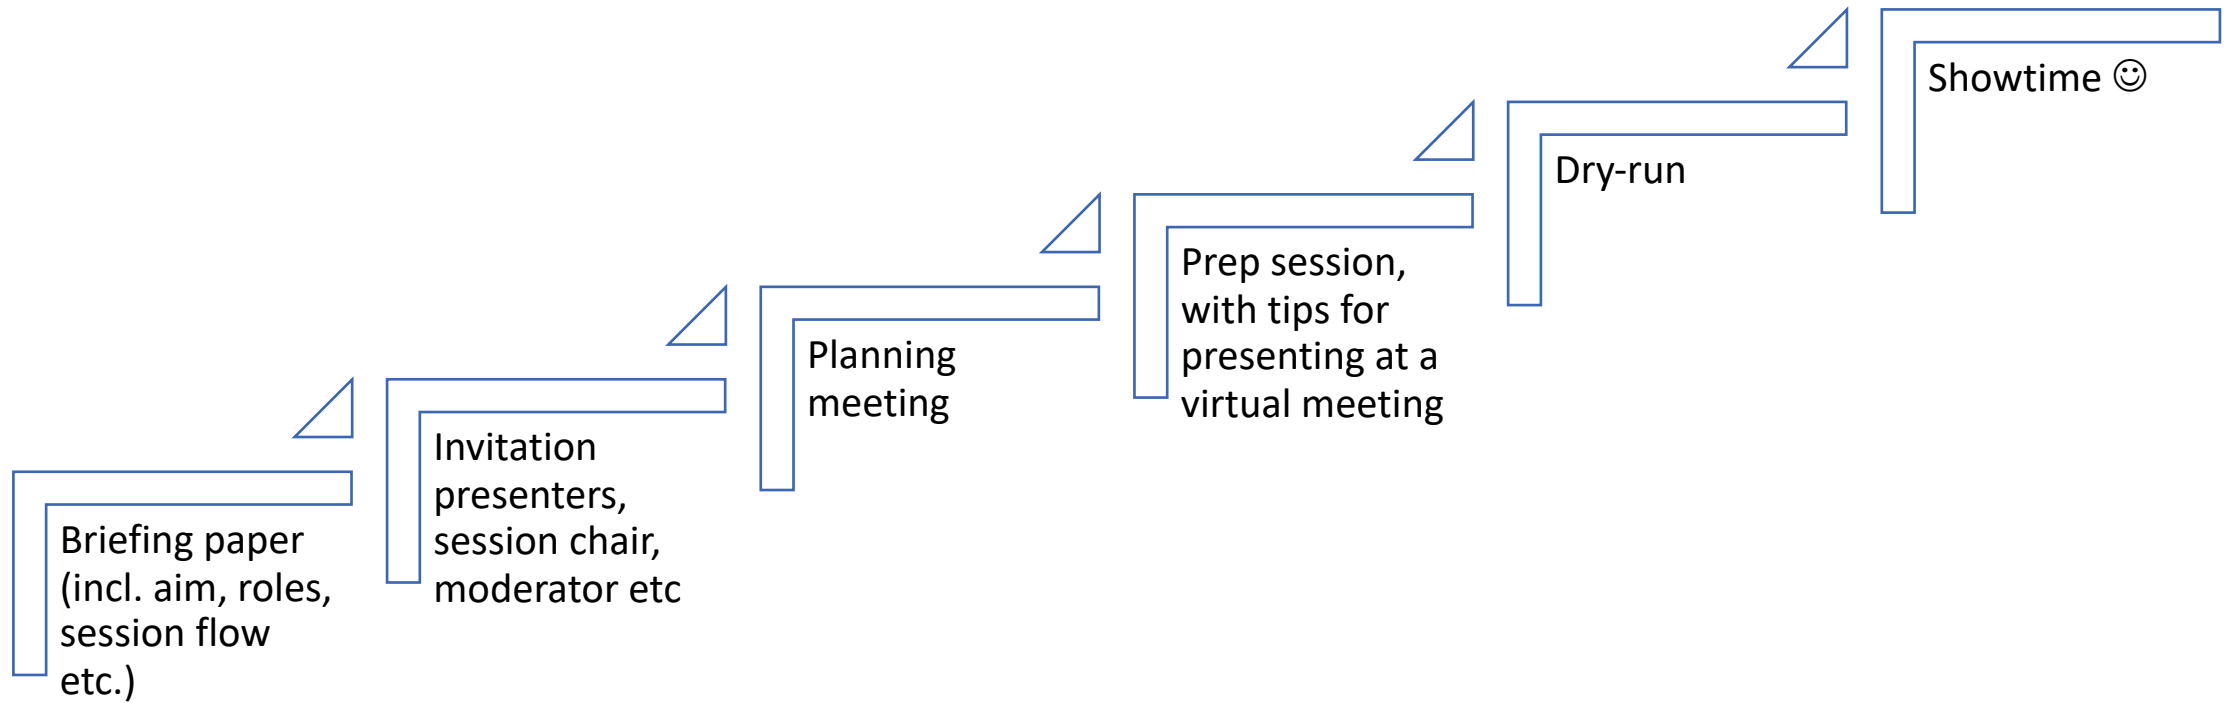 Briefing paper
(incl. aim, roles,
session flow
etc.)
Invitation
presenters,
session chair,
moderator etc
Planning
meeting
Prep session,
with tips for
presenting at a
virtual meeting
Dry-run
Showtime ☺